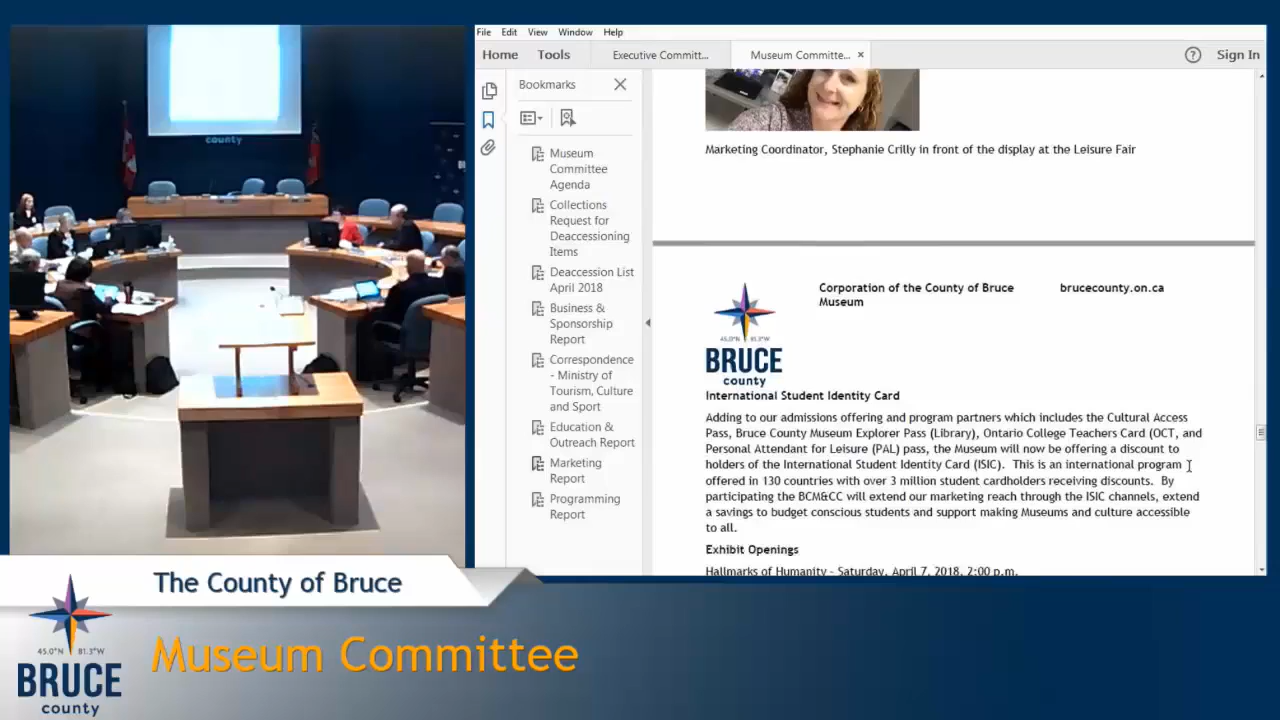 county
File Edit View Window Help
Home Tools Executive Committ... Museum Committe... × Sign In
Bookmarks
Museum
Committee
Agenda
Collections
Request for
Deaccessioning
Items
Deaccession List
April 2018
Business &
Sponsorship
Report
Correspondence
- Ministry of
Tourism, Culture
and Sport
Education &
Outreach Report
Marketing
Report
Programming
Report
Marketing Coordinator, Stephanie Crilly in front of the display at the Leisure Fair
Corporation of the County of Bruce brucecounty.on.ca
Museum
45.0°N 81.3°W
BRUCE
county
International Student Identity Card
Adding to our admissions offering and program partners which includes the Cultural Access
Pass, Bruce County Museum Explorer Pass (Library), Ontario College Teachers Card (OCT, and
Personal Attendant for Leisure (PAL) pass, the Museum will now be offering a discount to
holders of the International Student Identity Card (ISIC).  This is an international program
offered in 130 countries with over 3 million student cardholders receiving discounts.  By
participating the BCM&CC will extend our marketing reach through the ISIC channels, extend
a savings to budget conscious students and support making Museums and culture accessible
to all.
Exhibit Openings
Hallmarks of Humanity – Saturday, April 7, 2018, 2:00 p.m.
The County of Bruce
Museum Committee
45.0°N 81.3°W
BRUCE
county